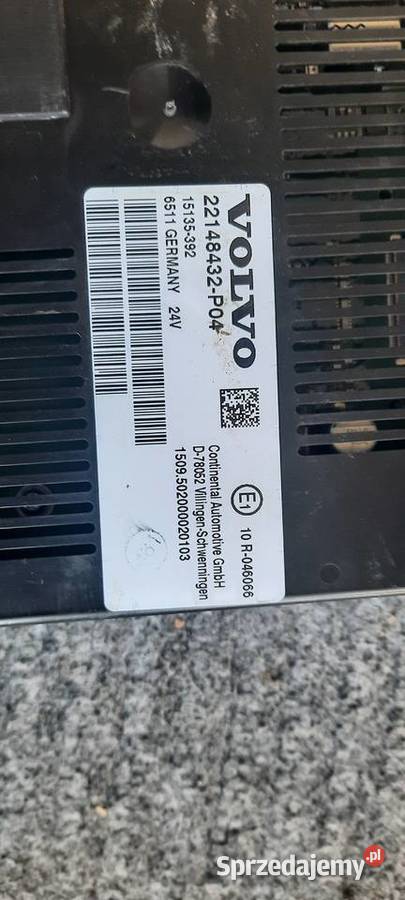 VOLVO
22148432-P04
15135-392
6511 GERMANY 24V
E1
10 R-046066
Continental Automotive GmbH
D-78052 Villingen-Schwenningen
1509.502000020103
Sprzedajemy.pl